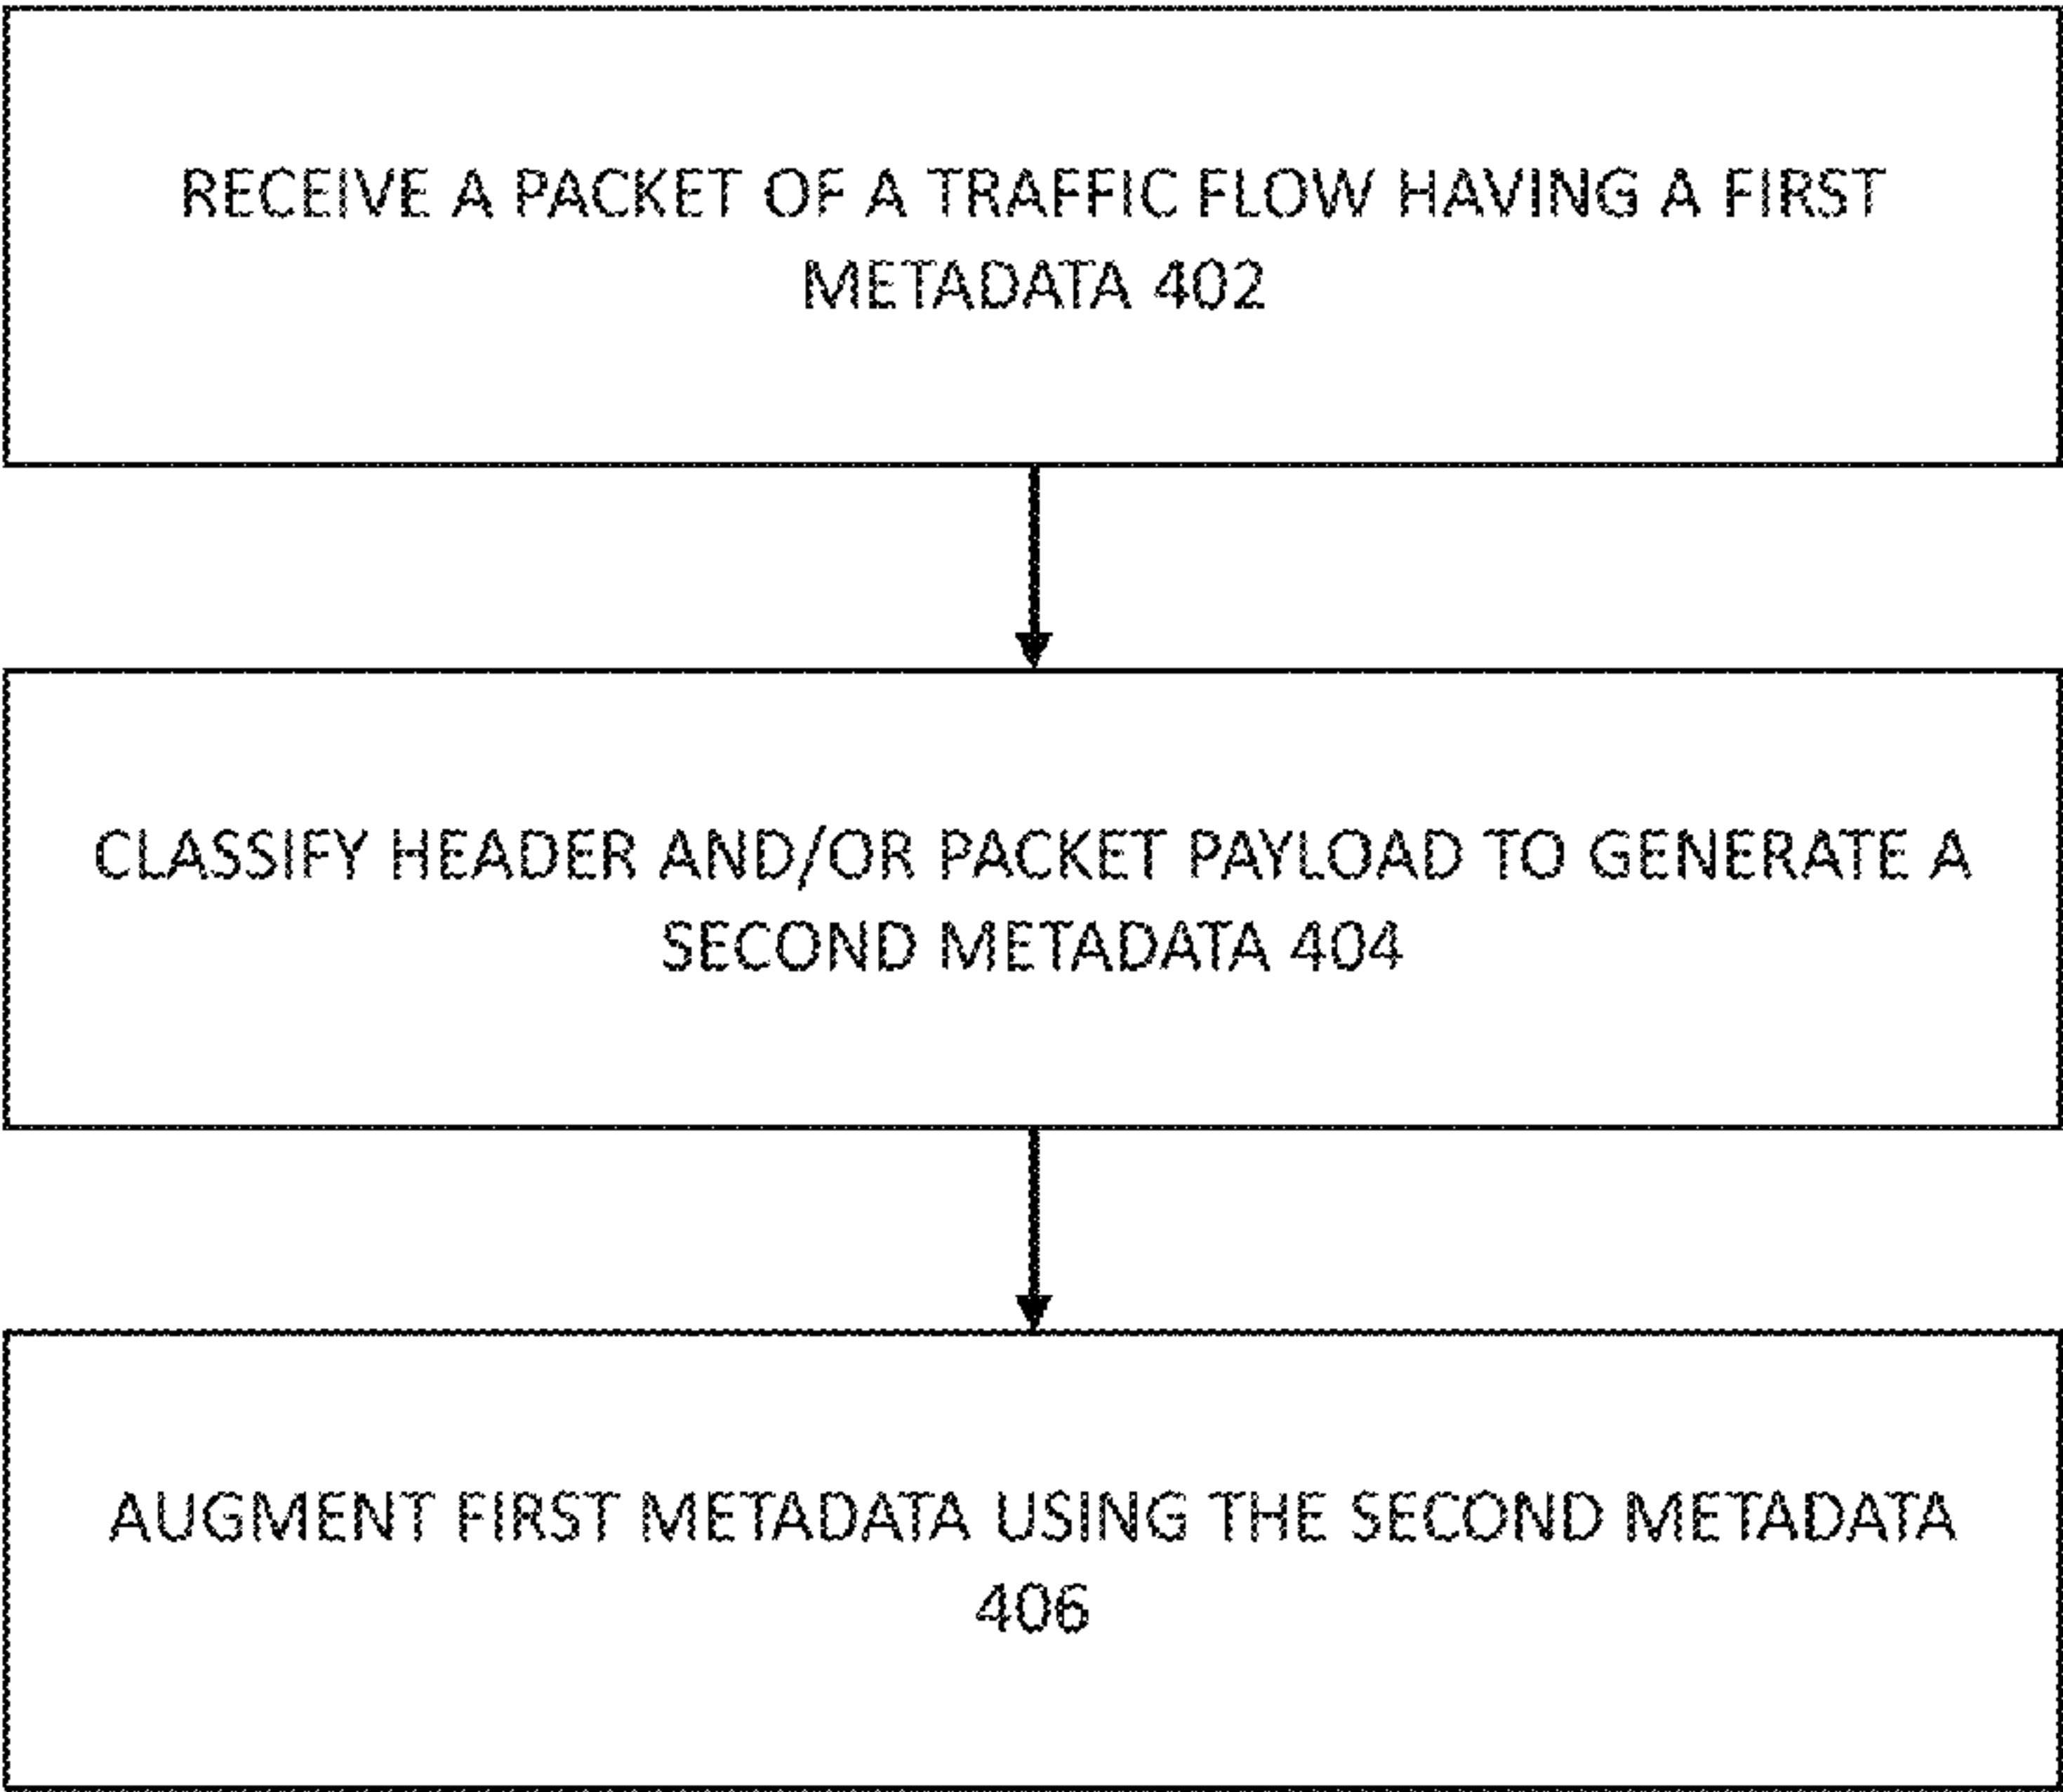 RECEIVE A PACKET OF A TRAFFIC FLOW HAVING A FIRST
METADATA 402
CLASSIFY HEADER AND/OR PACKET PAYLOAD TO GENERATE A
SECOND METADATA 404
AUGMENT FIRST METADATA USING THE SECOND METADATA
406